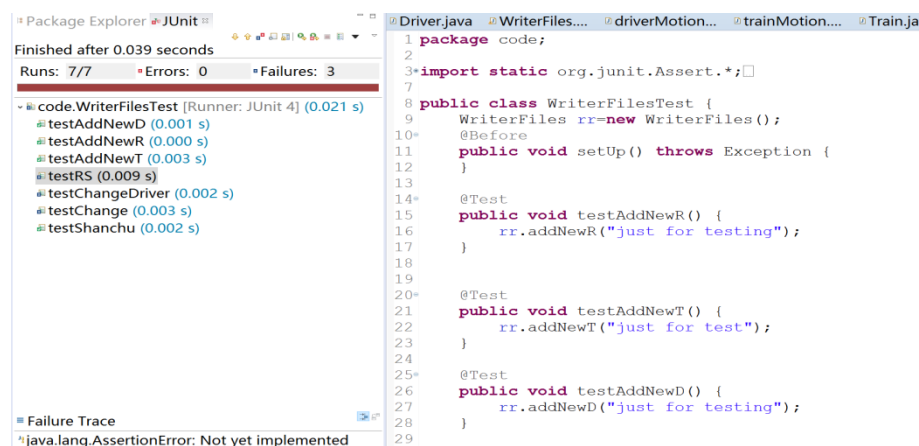 Package Explorer JUnit
Finished after 0.039 seconds
Runs: 7/7 Errors: 0 Failures: 3
code.WriterFilesTest [Runner: JUnit 4] (0.021 s)
testAddNewD (0.001 s)
testAddNewR (0.000 s)
testAddNewT (0.003 s)
testRS (0.009 s)
testChangeDriver (0.002 s)
testChange (0.003 s)
testShanchu (0.002 s)
Failure Trace
java.lang.AssertionError: Not yet implemented
Driver.java WriterFiles.... driverMotion... trainMotion.... Train.ja
1 package code;
2
3 import static org.junit.Assert.*;
7
8 public class WriterFilesTest {
9 WriterFiles rr=new WriterFiles();
10 @Before
11 public void setUp() throws Exception {
12 }
13
14 @Test
15 public void testAddNewR() {
16 rr.addNewR("just for testing");
17 }
18
19
20 @Test
21 public void testAddNewT() {
22 rr.addNewT("just for test");
23 }
24
25 @Test
26 public void testAddNewD() {
27 rr.addNewD("just for testing");
28 }
29